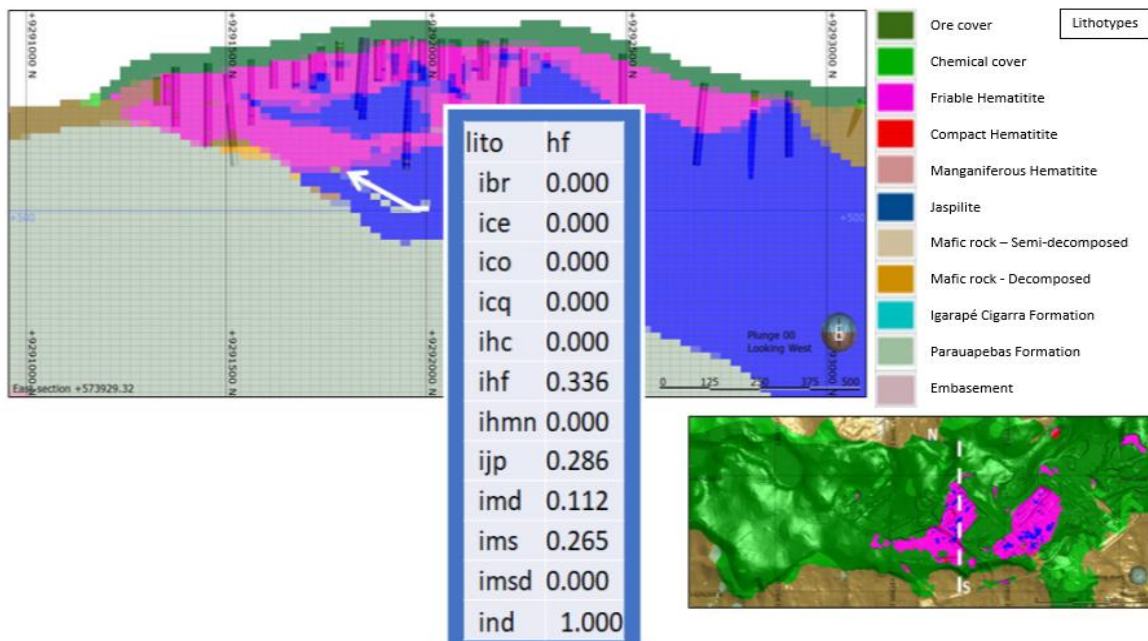 Lithotypes
Ore cover
Chemical cover
Friable Hematitite
Compact Hematitite
Manganiferous Hematitite
Jaspilite
Mafic rock – Semi-decomposed
Mafic rock - Decomposed
Igarapé Cigarra Formation
Parauapebas Formation
Embasement
+9291000 N
+9291500 N
+9292000 N
+9292500 N
+9293000 N
+500
+9291000 N
+9291500 N
+9292000 N
+9293000 N
Plunge 00
Looking West
0 125 250 375 500
East section +573929.32
lito hf
ibr 0.000
ice 0.000
ico 0.000
icq 0.000
ihc 0.000
ihf 0.336
ihmn 0.000
ijp 0.286
imd 0.112
ims 0.265
imsd 0.000
ind 1.000
N
S